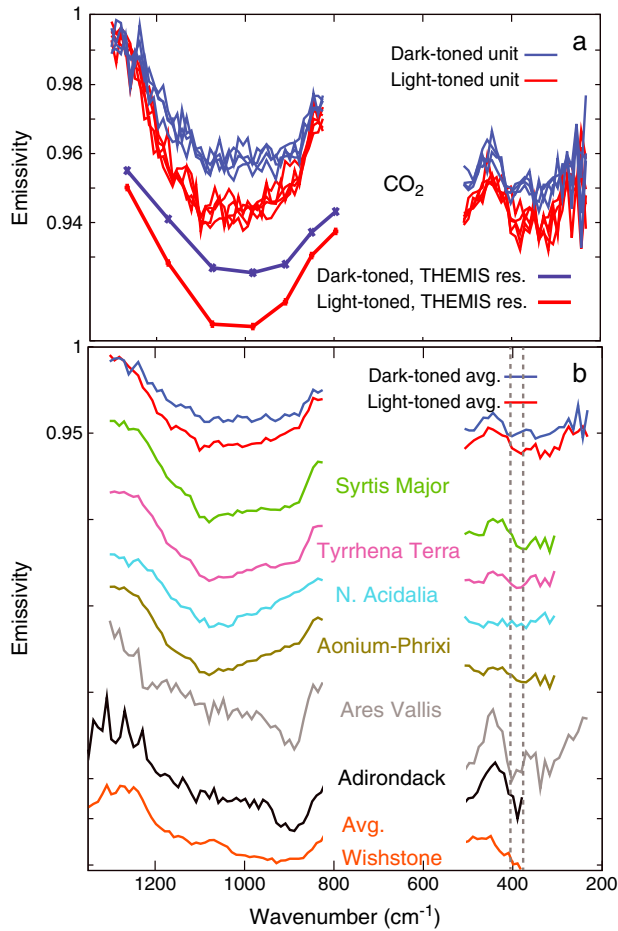 1
a
Dark-toned unit
Light-toned unit
0.98
0.96
CO2
0.94
Emissivity
Dark-toned, THEMIS res.
Light-toned, THEMIS res.
1
b
Dark-toned avg.
Light-toned avg.
0.95
Syrtis Major
Tyrrhena Terra
N. Acidalia
Emissivity
Aonium-Phrixi
Ares Vallis
Adirondack
Avg.
Wishstone
1200 1000 800 600 400 200
Wavenumber (cm-1)